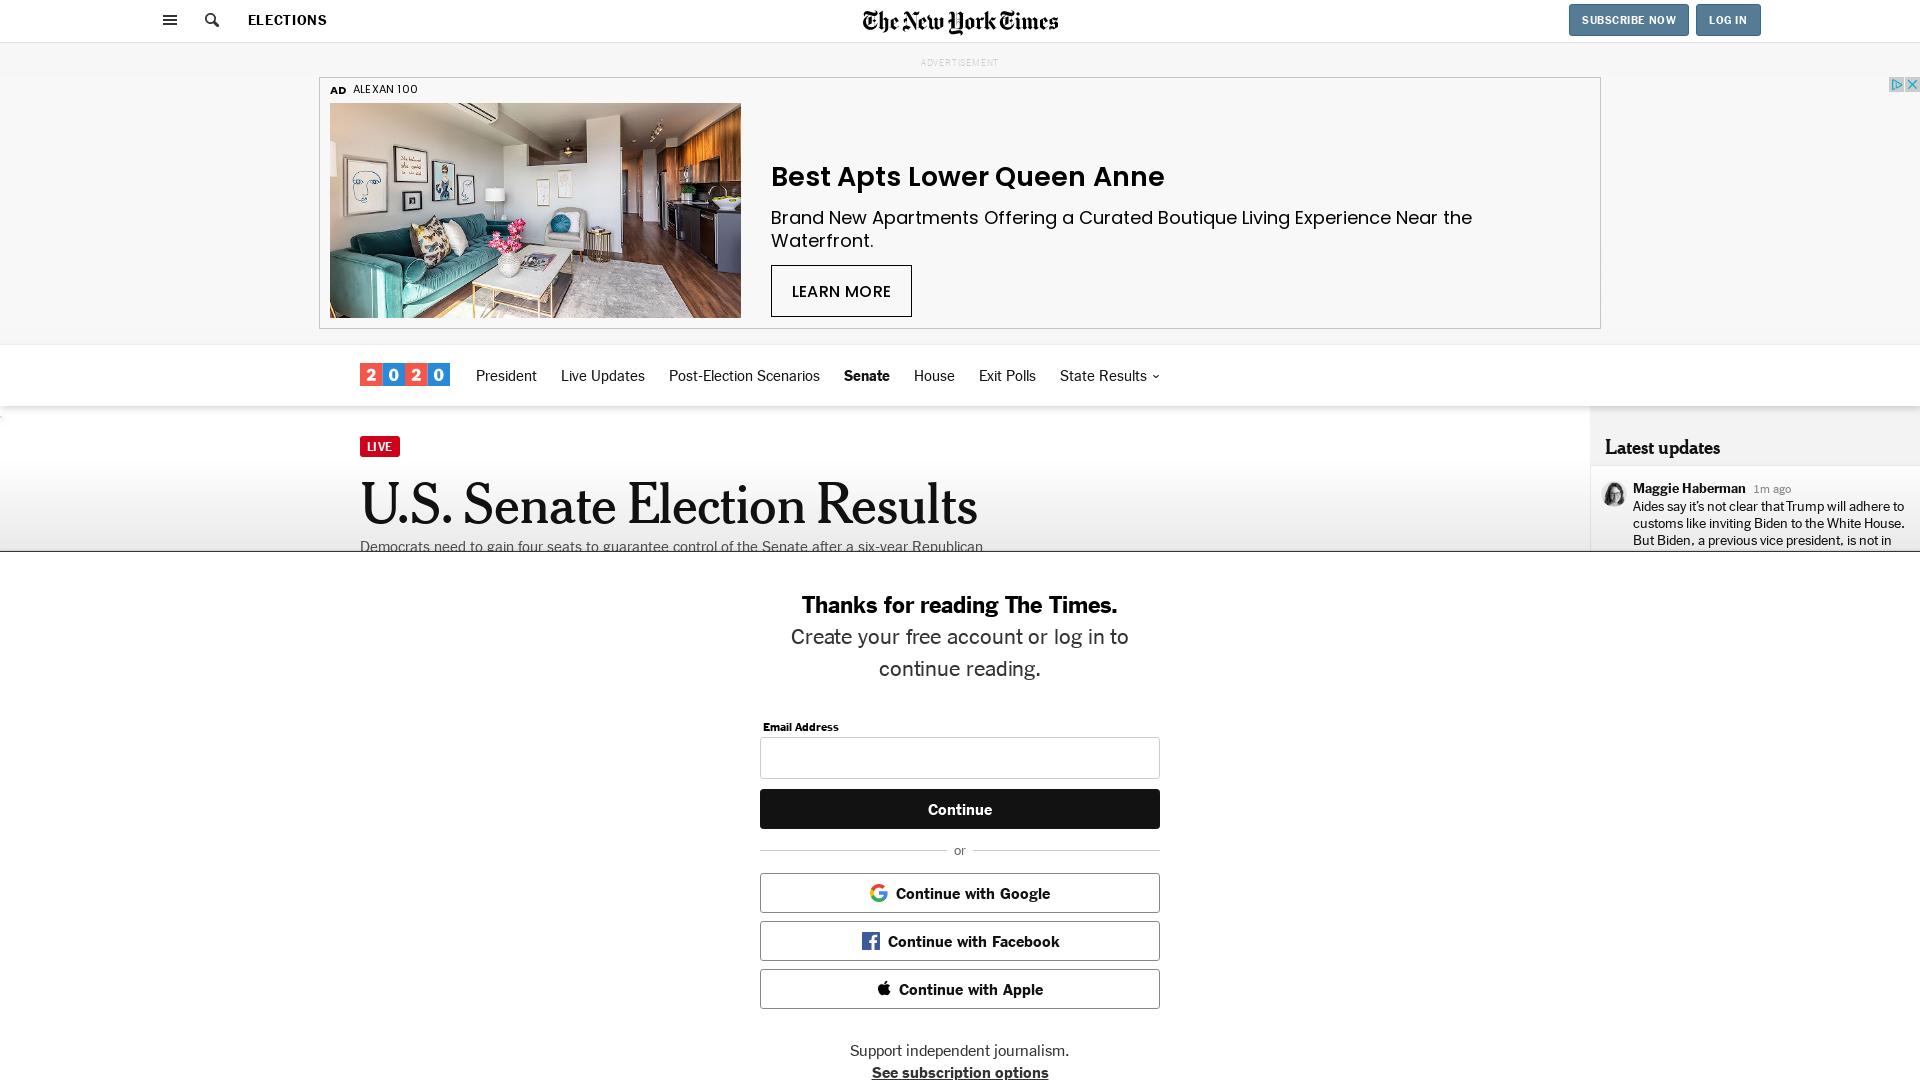 ELECTIONS
The New York Times
SUBSCRIBE NOW
LOG IN
ADVERTISEMENT
AD ALEXAN 100
Best Apts Lower Queen Anne
Brand New Apartments Offering a Curated Boutique Living Experience Near the
Waterfront.
LEARN MORE
2020
President
Live Updates
Post-Election Scenarios
Senate
House
Exit Polls
State Results
LIVE
U.S. Senate Election Results
Democrats need to gain four seats to guarantee control of the Senate after a six-year Republican
Latest updates
Maggie Haberman 1m ago
Aides say it's not clear that Trump will adhere to
customs like inviting Biden to the White House.
But Biden, a previous vice president, is not in
Thanks for reading The Times.
Create your free account or log in to
continue reading.
Email Address
Continue
or
Continue with Google
Continue with Facebook
Continue with Apple
Support independent journalism.
See subscription options